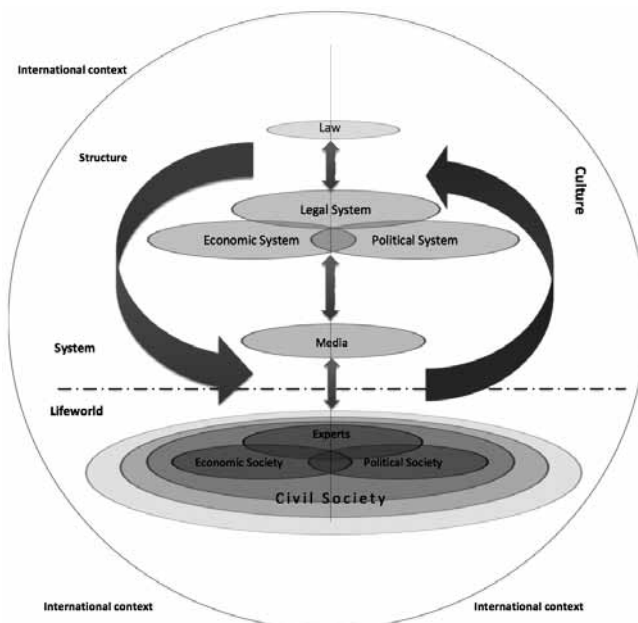 International context
Law
Structure
Culture
Legal System
Economic System
Political System
Media
System
Lifeworld
Experts
Economic Society
Political Society
Civil Society
International context
International context